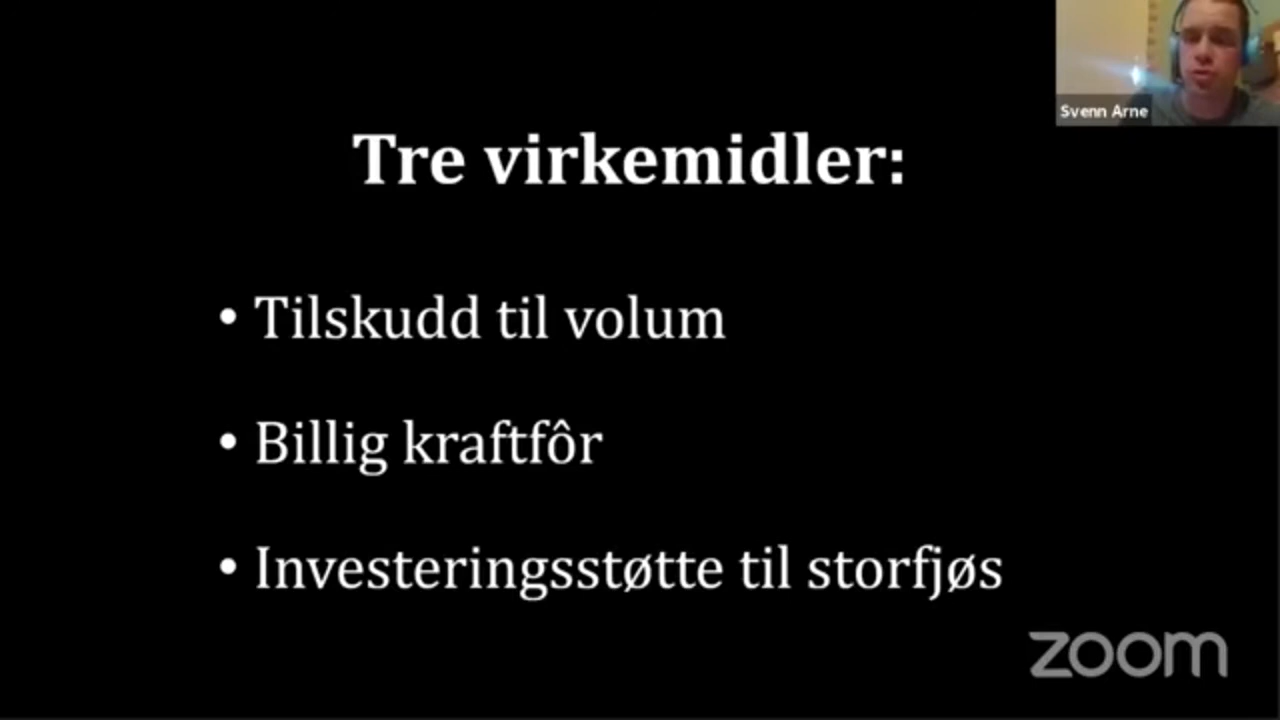 Svenn Arne
Tre virkemidler:
• Tilskudd til volum
• Billig kraftfôr
• Investeringsstøtte til storfjøs
zoom